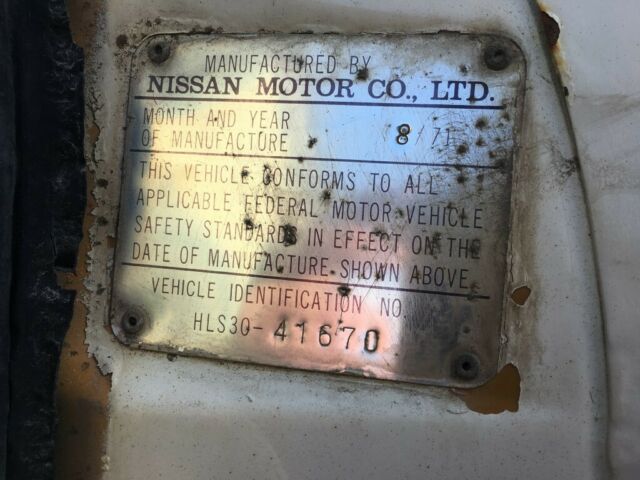 MANUFACTURED BY
NISSAN MOTOR CO., LTD.
MONTH AND YEAR
OF MANUFACTURE 8/71
THIS VEHICLE CONFORMS TO ALL
APPLICABLE FEDERAL MOTOR VEHICLE
SAFETY STANDARDS IN EFFECT ON THE
DATE OF MANUFACTURE SHOWN ABOVE
VEHICLE IDENTIFICATION NO.
HLS30-41670